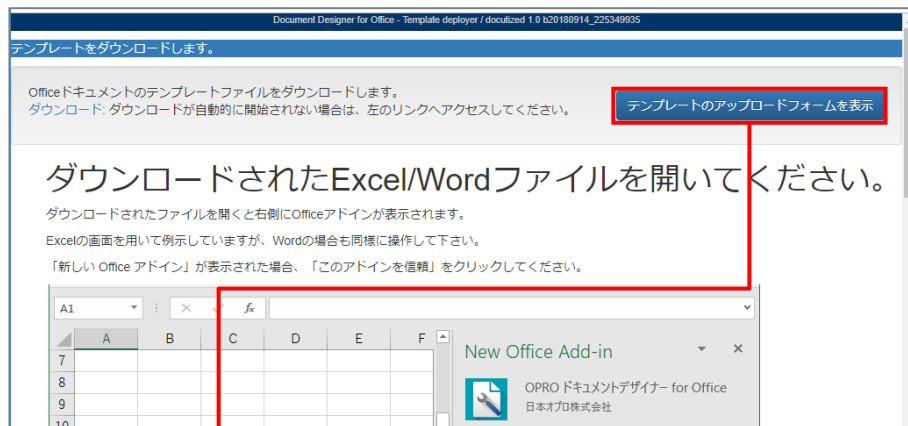 Document Designer for Office - Template deployer / docutized 1.0 b20180914_225349935
テンプレートをダウンロードします。
Officeドキュメントのテンプレートファイルをダウンロードします。
ダウンロード: ダウンロードが自動的に開始されない場合は、左のリンクへアクセスしてください。
テンプレートのアップロードフォームを表示
ダウンロードされたExcel/Wordファイルを開いてください。
ダウンロードされたファイルを開くと右側にOfficeアドインが表示されます。
Excelの画面を用いて例示していますが、Wordの場合も同様に操作して下さい。
「新しい Office アドイン」が表示された場合、「このアドインを信頼」をクリックしてください。
A1 fx
A B C D E F
7
8
9
10
New Office Add-in
OPRO ドキュメントデザイナー for Office
日本オプロ株式会社